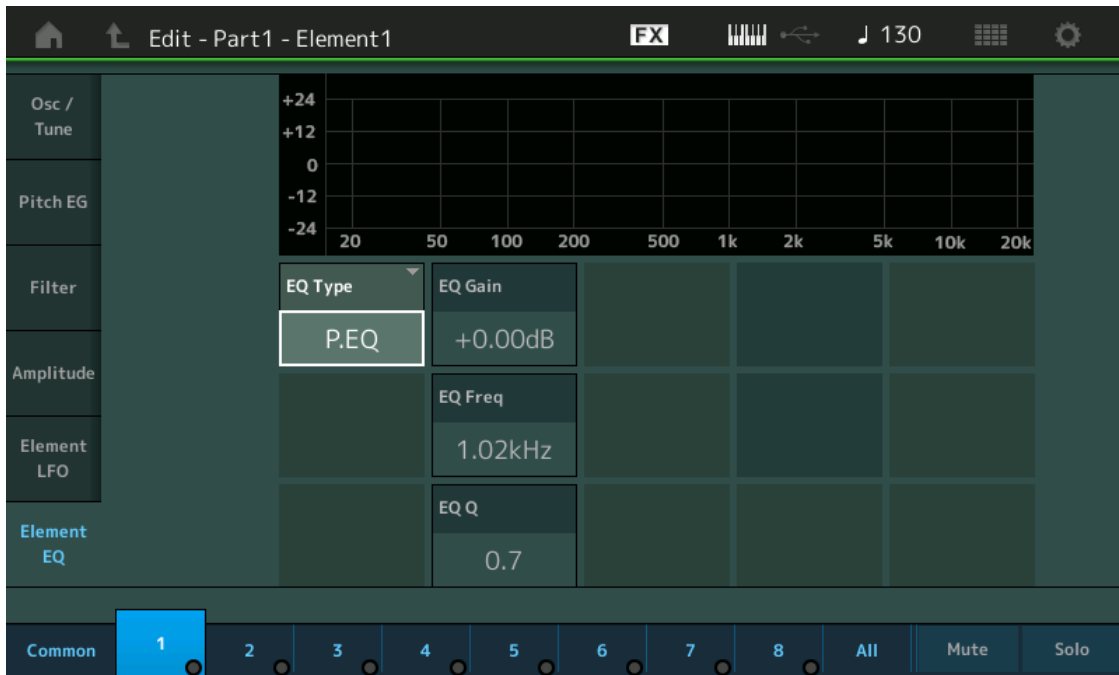 Edit - Part1 - Element1
FX
130
Osc /
Tune
Pitch EG
Filter
Amplitude
Element
LFO
Element
EQ
+24
+12
0
-12
-24
20 50 100 200 500 1k 2k 5k 10k 20k
EQ Type
P.EQ
EQ Gain
+0.00dB
EQ Freq
1.02kHz
EQ Q
0.7
Common 1 2 3 4 5 6 7 8 All Mute Solo